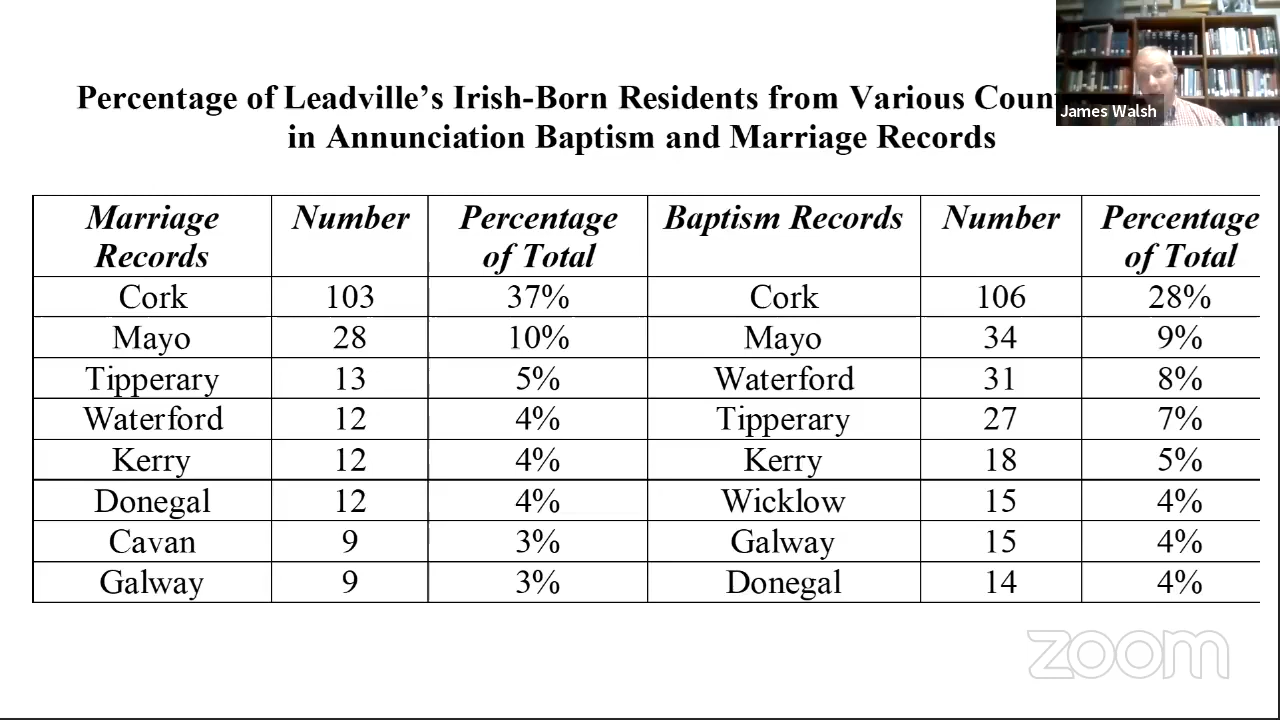 Percentage of Leadville's Irish-Born Residents from Various
in Annunciation Baptism and Marriage Records
James Walsh
Marriage Records Number Percentage of Total Baptism Records Number Percentage of Total
Cork 103 37% Cork 106 28%
Mayo 28 10% Mayo 34 9%
Tipperary 13 5% Waterford 31 8%
Waterford 12 4% Tipperary 27 7%
Kerry 12 4% Kerry 18 5%
Donegal 12 4% Wicklow 15 4%
Cavan 9 3% Galway 15 4%
Galway 9 3% Donegal 14 4%
zoom